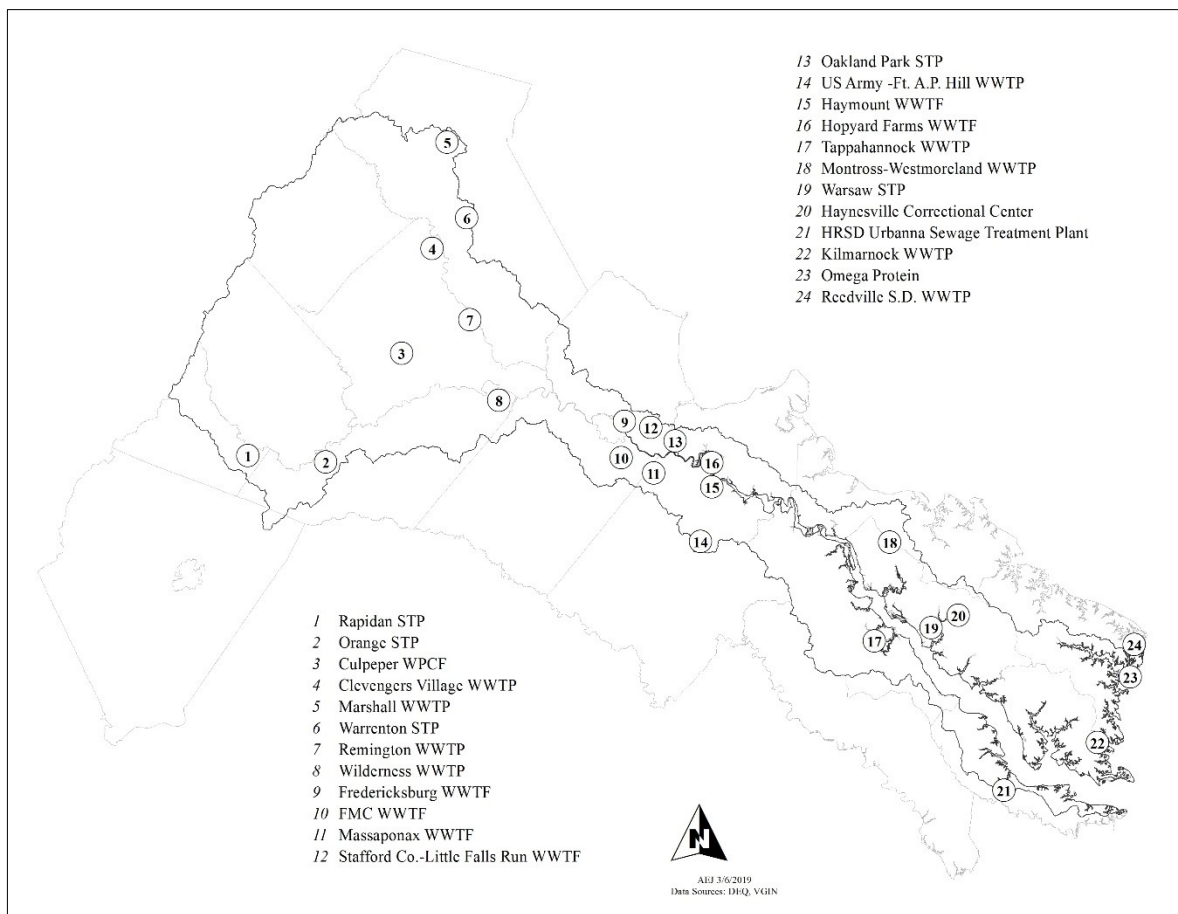 13 Oakland Park STP
14 US Army -Ft. A.P. Hill WWTP
15 Haymount WWTF
16 Hopyard Farms WWTF
17 Tappahannock WWTP
18 Montross-Westmoreland WWTP
19 Warsaw STP
20 Haynesville Correctional Center
21 HRSD Urbanna Sewage Treatment Plant
22 Kilmarnock WWTP
23 Omega Protein
24 Reedville S.D. WWTP
5
6
4
7
3
8
9
12
13
1
2
10
16
11
15
14
18
20
19
17
24
23
22
21
1 Rapidan STP
2 Orange STP
3 Culpeper WPCF
4 Clevengers Village WWTP
5 Marshall WWTP
6 Warrenton STP
7 Remington WWTP
8 Wilderness WWTP
9 Fredericksburg WWTF
10 FMC WWTF
11 Massaponax WWTF
12 Stafford Co.-Little Falls Run WWTF
N
AEJ 3/6/2019
Data Sources: DEQ, VGIN